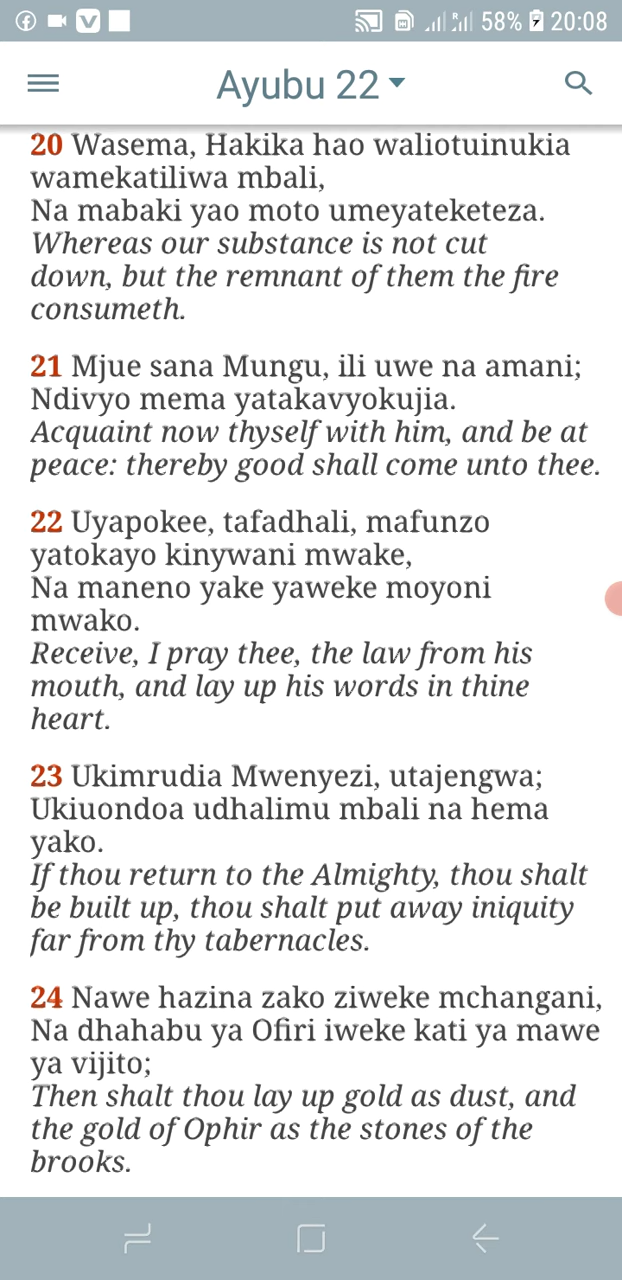 58% 20:08
Ayubu 22
20 Wasema, Hakika hao waliotuinukia
wamekatiliwa mbali,
Na mabaki yao moto umeyateketeza.
Whereas our substance is not cut
down, but the remnant of them the fire
consumeth.
21 Mjue sana Mungu, ili uwe na amani;
Ndivyo mema yatakavyokujia.
Acquaint now thyself with him, and be at
peace: thereby good shall come unto thee.
22 Uyapokee, tafadhali, mafunzo
yatokayo kinywani mwake,
Na maneno yake yaweke moyoni
mwako.
Receive, I pray thee, the law from his
mouth, and lay up his words in thine
heart.
23 Ukimrudia Mwenyezi, utajengwa;
Ukiuondoa udhalimu mbali na hema
yako.
If thou return to the Almighty, thou shalt
be built up, thou shalt put away iniquity
far from thy tabernacles.
24 Nawe hazina zako ziweke mchangani,
Na dhahabu ya Ofiri iweke kati ya mawe
ya vijito;
Then shalt thou lay up gold as dust, and
the gold of Ophir as the stones of the
brooks.